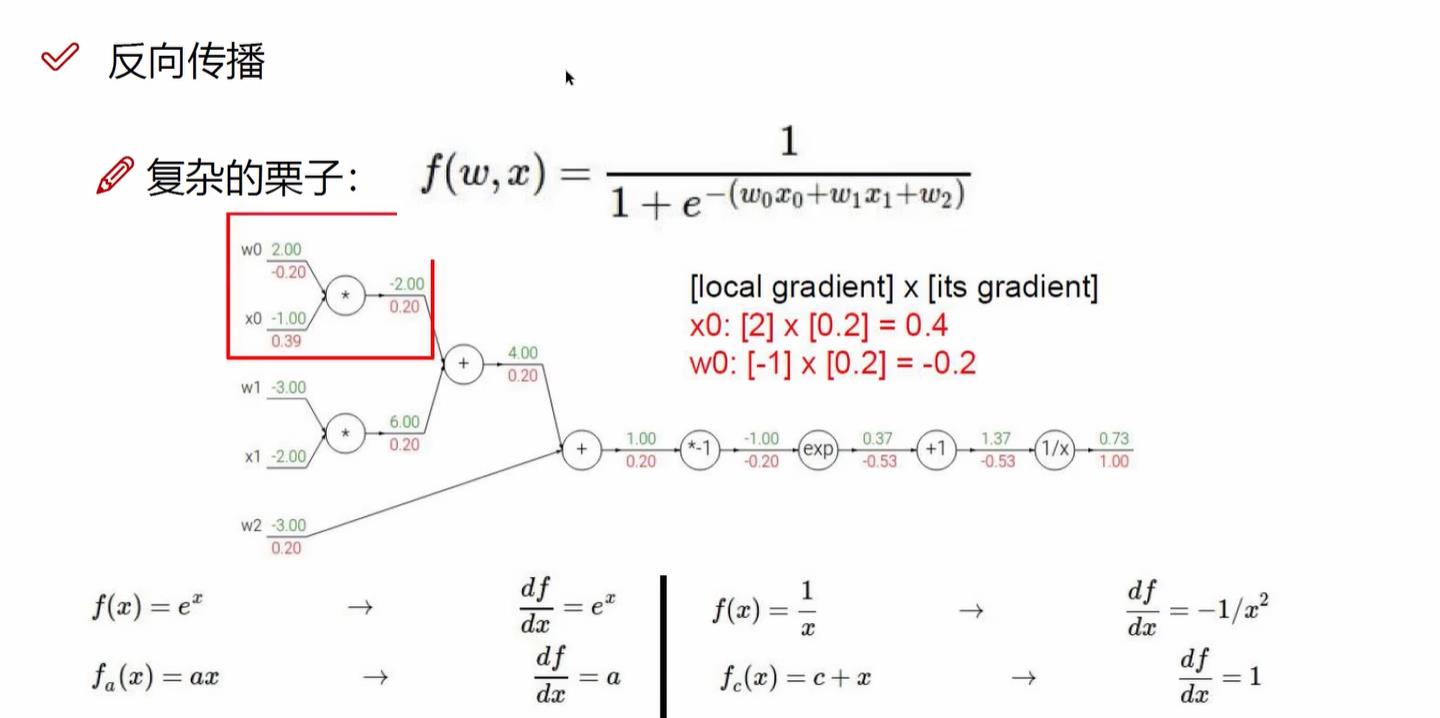 反向传播
复杂的栗子： f(w,x) = \frac{1}{1+e^{-(w_0x_0+w_1x_1+w_2)}}
w0 2.00
-0.20
*
-2.00
0.20
x0 -1.00
0.39
[local gradient] x [its gradient]
x0: [2] x [0.2] = 0.4
w0: [-1] x [0.2] = -0.2
+
4.00
0.20
w1 -3.00
*
6.00
0.20
x1 -2.00
+
1.00
0.20
*-1
-1.00
-0.20
exp
0.37
-0.53
+1
1.37
-0.53
1/x
0.73
1.00
w2 -3.00
0.20
f(x) = e^x → \frac{df}{dx} = e^x
f(x) = \frac{1}{x} → \frac{df}{dx} = -1/x^2
f_a(x) = ax → \frac{df}{dx} = a
f_c(x) = c + x → \frac{df}{dx} = 1